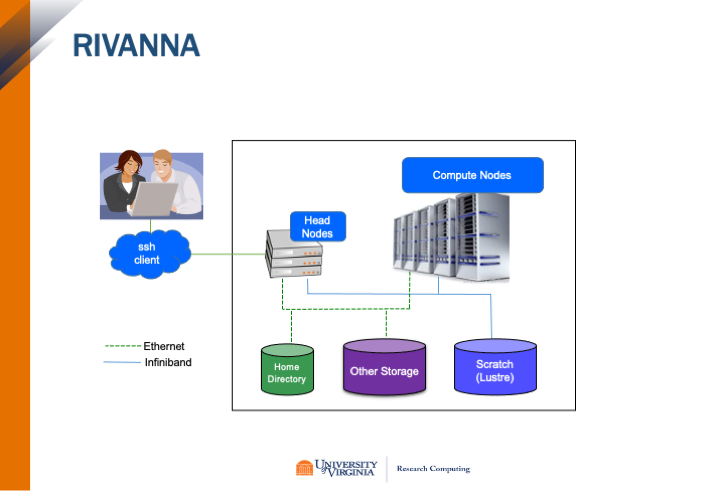 RIVANNA
Compute Nodes
Head
Nodes
ssh
client
Ethernet
Infiniband
Home
Directory
Other Storage
Scratch
(Lustre)
UNIVERSITY
of VIRGINIA
Research Computing